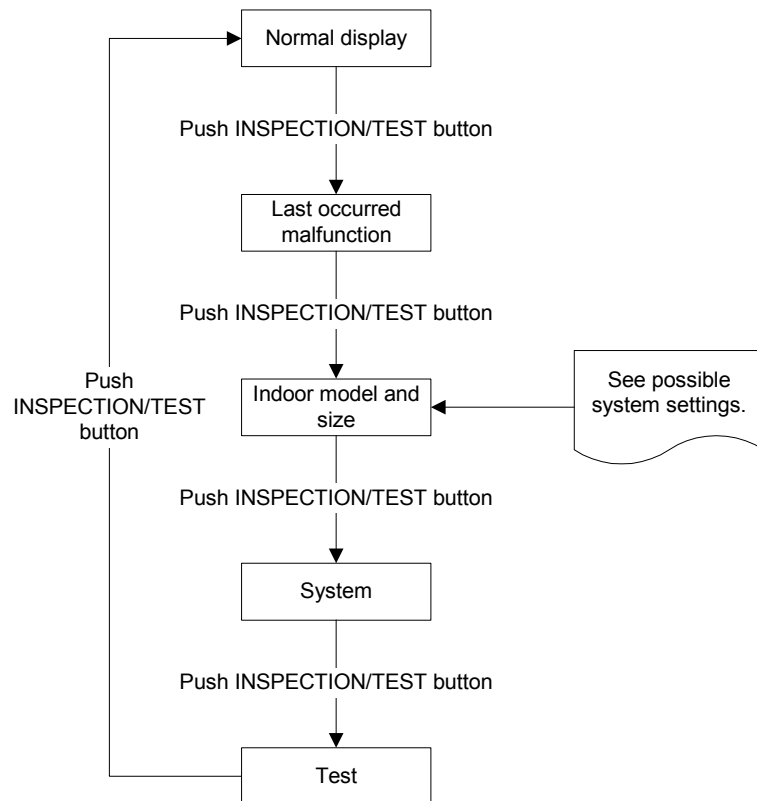 Normal display
Push INSPECTION/TEST button
Last occurred
malfunction
Push INSPECTION/TEST button
Indoor model and
size
See possible
system settings.
Push
INSPECTION/TEST
button
Push INSPECTION/TEST button
System
Push INSPECTION/TEST button
Test